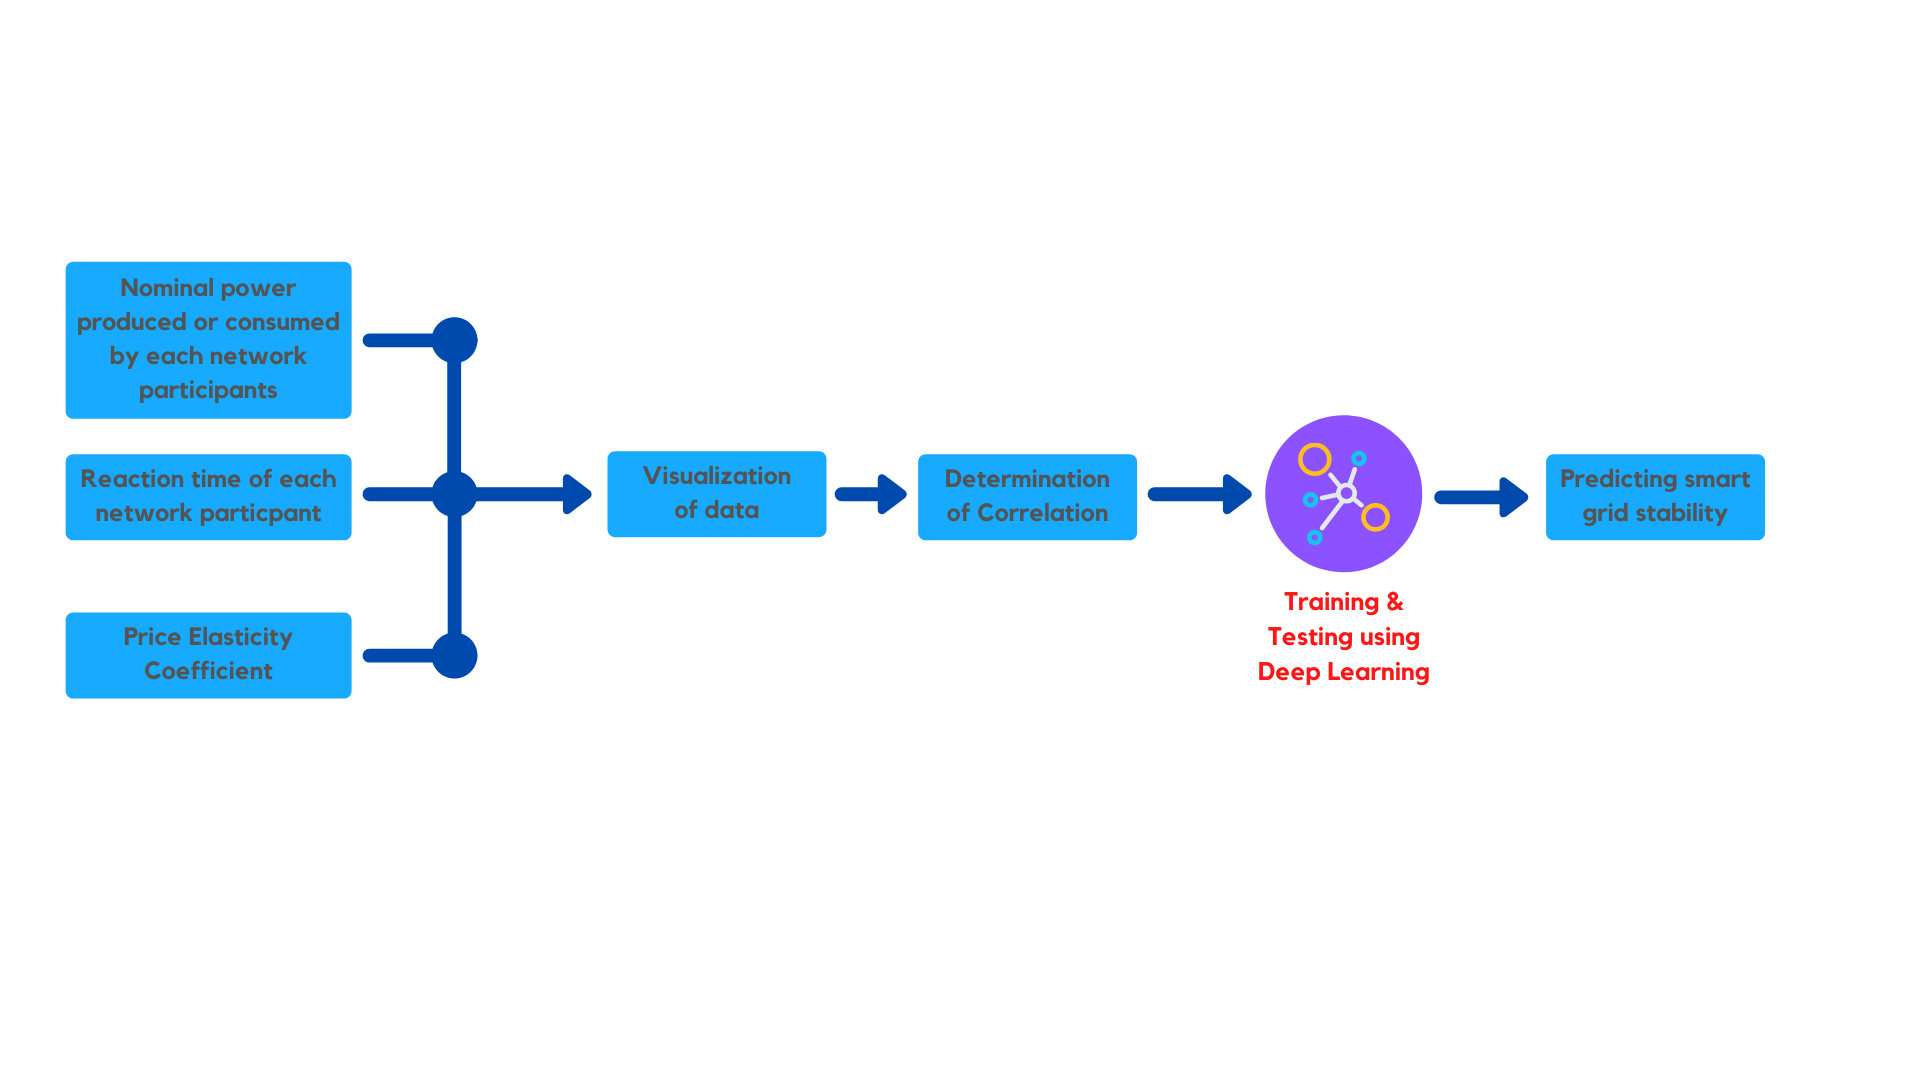 Nominal power
produced or consumed
by each network
participants
Reaction time of each
network particpant
Price Elasticity
Coefficient
Visualization
of data
Determination
of Correlation
Training &
Testing using
Deep Learning
Predicting smart
grid stability